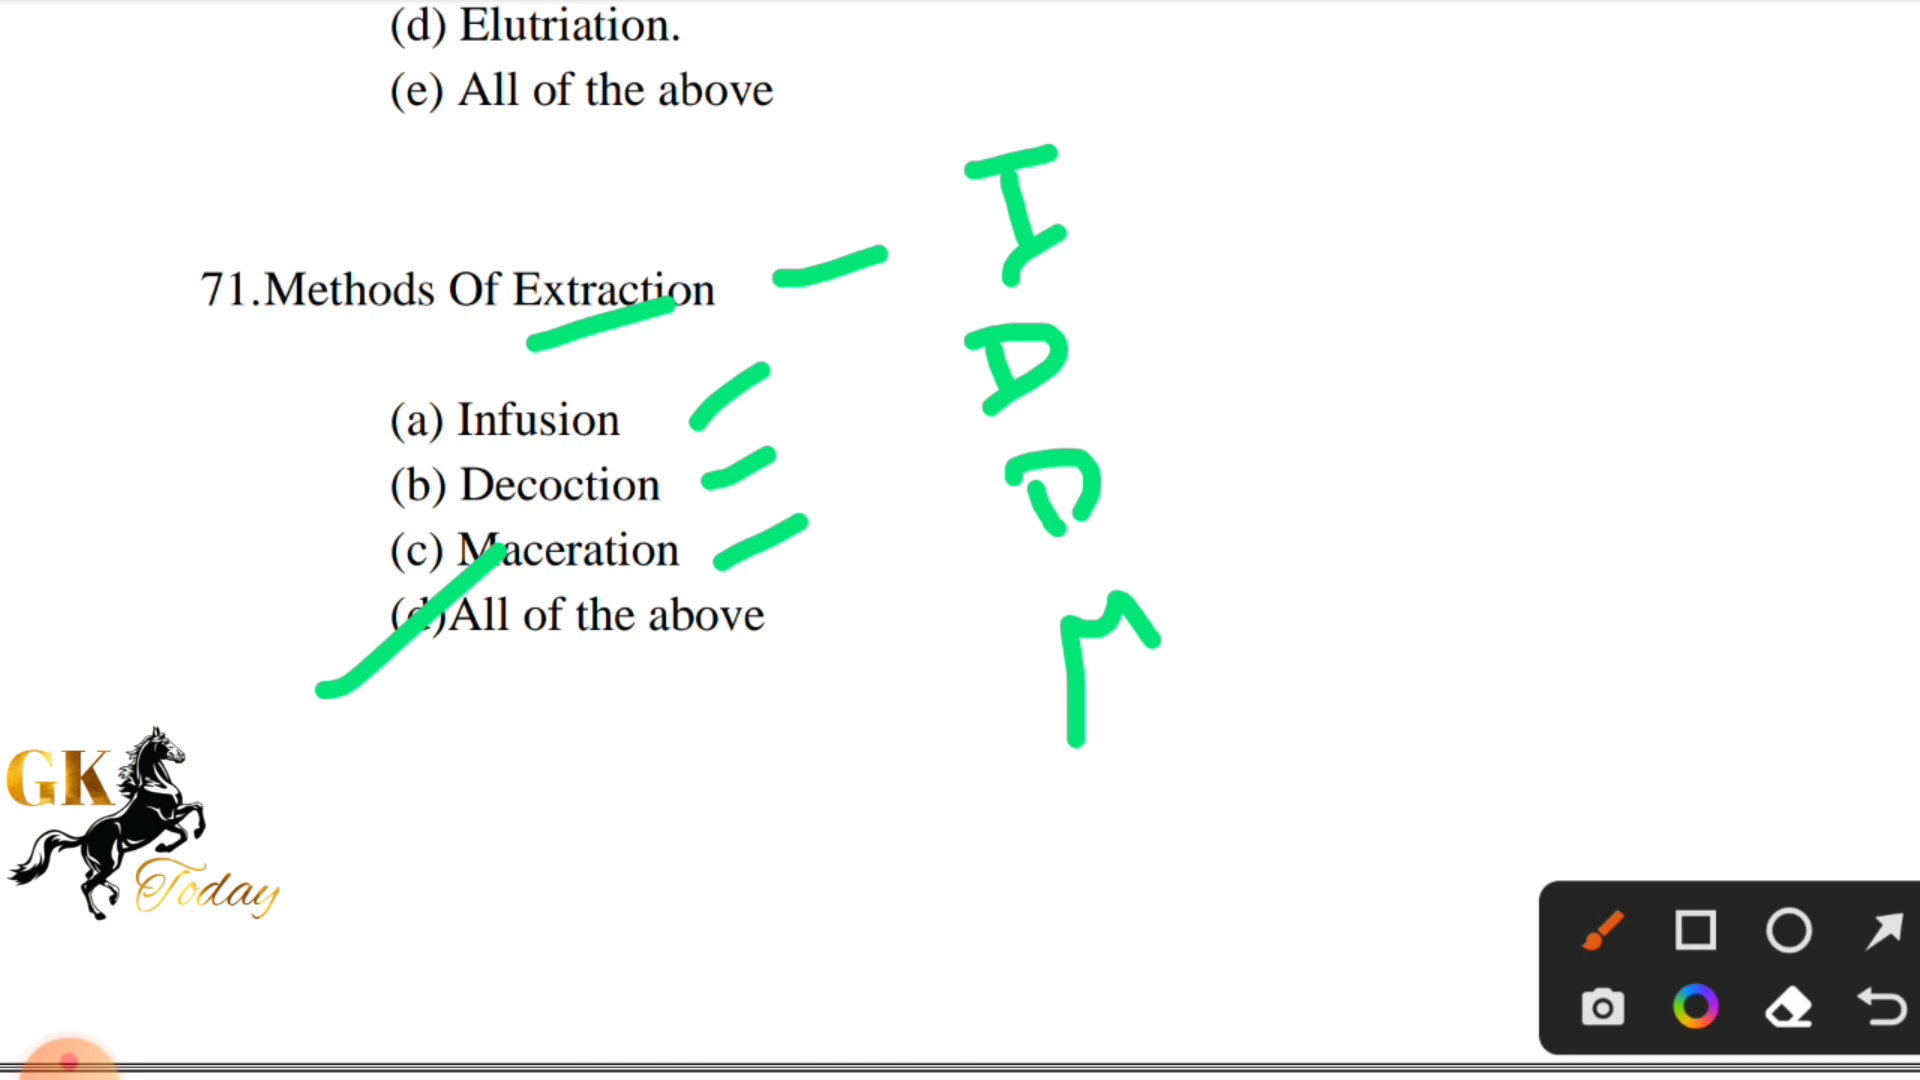 (d) Elutriation.
(e) All of the above
71.Methods Of Extraction
(a) Infusion
(b) Decoction
(c) Maceration
(d)All of the above
I
D
D
M
GK
Today